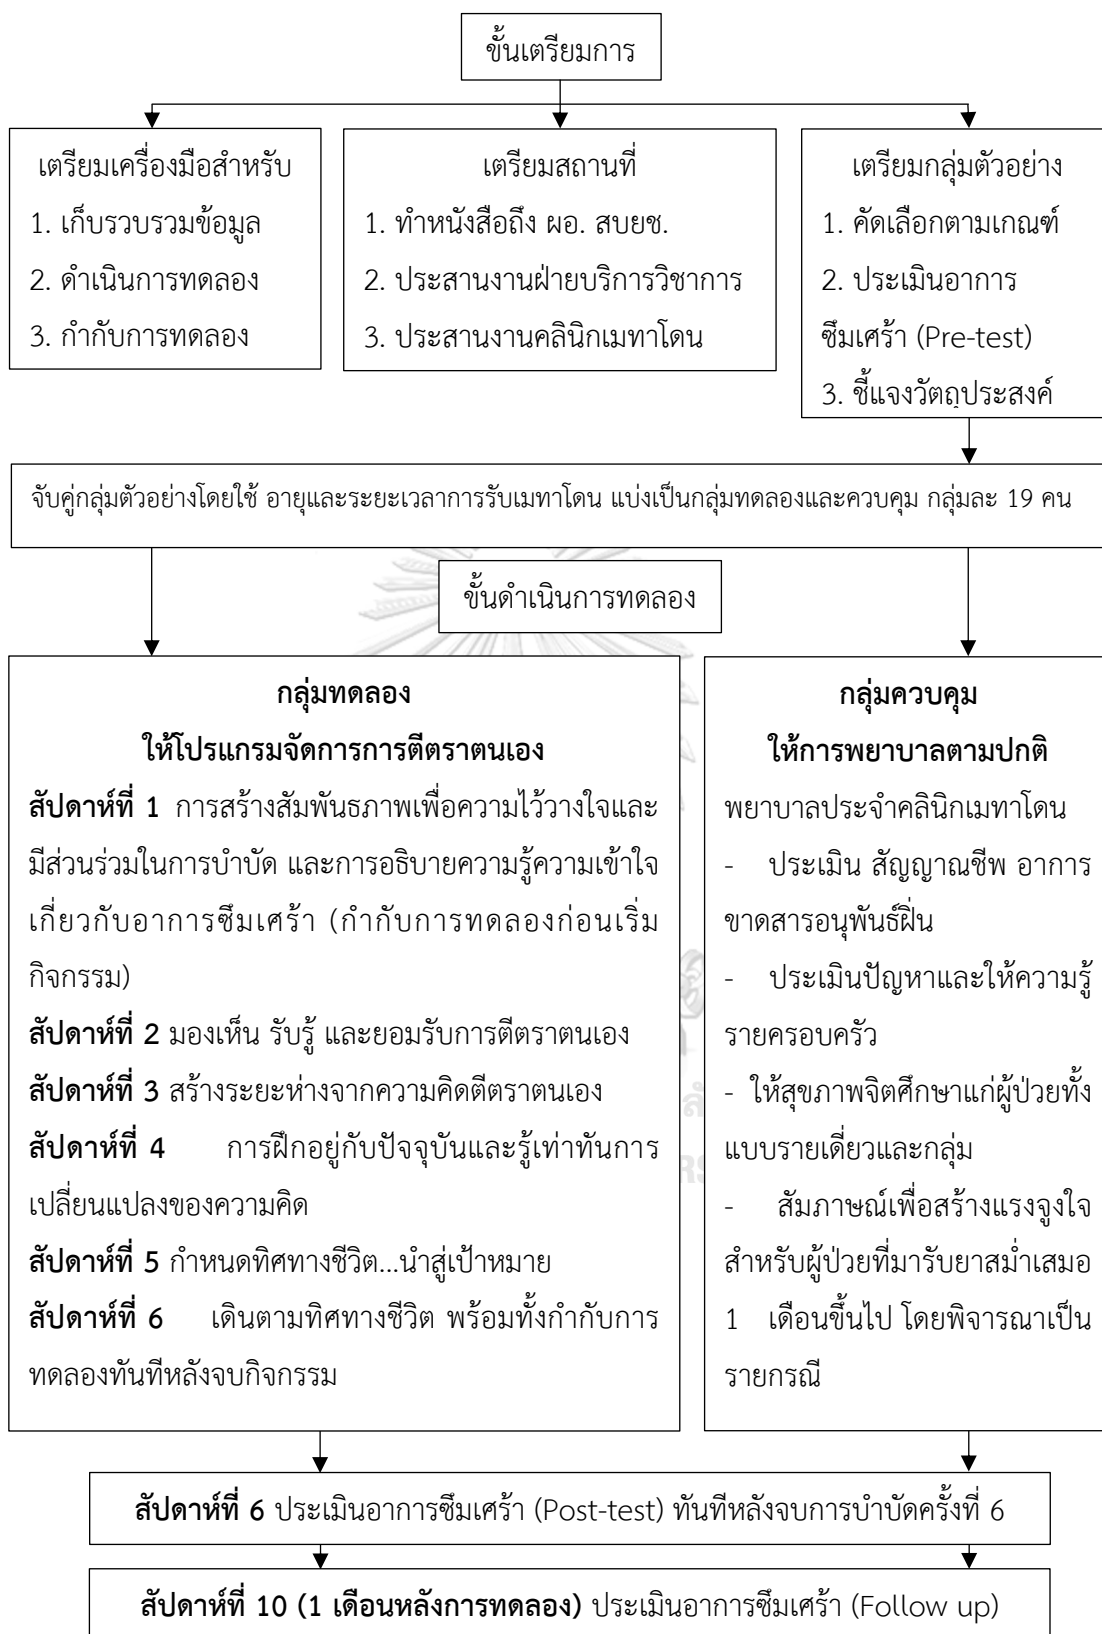 ขั้นเตรียมการ
เตรียมเครื่องมือสำหรับ
1. เก็บรวบรวมข้อมูล
2. ดำเนินการทดลอง
3. กำกับการทดลอง
เตรียมสถานที่
1. ทำหนังสือถึง ผอ. สบยช.
2. ประสานงานฝ่ายบริการวิชาการ
3. ประสานงานคลินิกเมทาโดน
เตรียมกลุ่มตัวอย่าง
1. คัดเลือกตามเกณฑ์
2. ประเมินอาการ
ซึมเศร้า (Pre-test)
3. ชี้แจงวัตถุประสงค์
จับคู่กลุ่มตัวอย่างโดยใช้ อายุและระยะเวลาการรับเมทาโดน แบ่งเป็นกลุ่มทดลองและควบคุม กลุ่มละ 19 คน
ขั้นดำเนินการทดลอง
กลุ่มทดลอง
ให้โปรแกรมจัดการการตีตราตนเอง
สัปดาห์ที่ 1 การสร้างสัมพันธภาพเพื่อความไว้วางใจและ
มีส่วนร่วมในการบำบัด และการอธิบายความรู้ความเข้าใจ
เกี่ยวกับอาการซึมเศร้า (กำกับการทดลองก่อนเริ่ม
กิจกรรม)
สัปดาห์ที่ 2 มองเห็น รับรู้ และยอมรับการตีตราตนเอง
สัปดาห์ที่ 3 สร้างระยะห่างจากความคิดตีตราตนเอง
สัปดาห์ที่ 4 การฝึกอยู่กับปัจจุบันและรู้เท่าทันการ
เปลี่ยนแปลงของความคิด
สัปดาห์ที่ 5 กำหนดทิศทางชีวิต...นำสู่เป้าหมาย
สัปดาห์ที่ 6 เดินตามทิศทางชีวิต พร้อมทั้งกำกับการ
ทดลองทันทีหลังจบกิจกรรม
กลุ่มควบคุม
ให้การพยาบาลตามปกติ
พยาบาลประจำคลินิกเมทาโดน
- ประเมิน สัญญาณชีพ อาการ
ขาดสารอนุพันธ์ฝิ่น
- ประเมินปัญหาและให้ความรู้
รายครอบครัว
- ให้สุขภาพจิตศึกษาแก่ผู้ป่วยทั้ง
แบบรายเดี่ยวและกลุ่ม
- สัมภาษณ์เพื่อสร้างแรงจูงใจ
สำหรับผู้ป่วยที่มารับยาสม่ำเสมอ
1 เดือนขึ้นไป โดยพิจารณาเป็น
รายกรณี
สัปดาห์ที่ 6 ประเมินอาการซึมเศร้า (Post-test) ทันทีหลังจบการบำบัดครั้งที่ 6
สัปดาห์ที่ 10 (1 เดือนหลังการทดลอง) ประเมินอาการซึมเศร้า (Follow up)